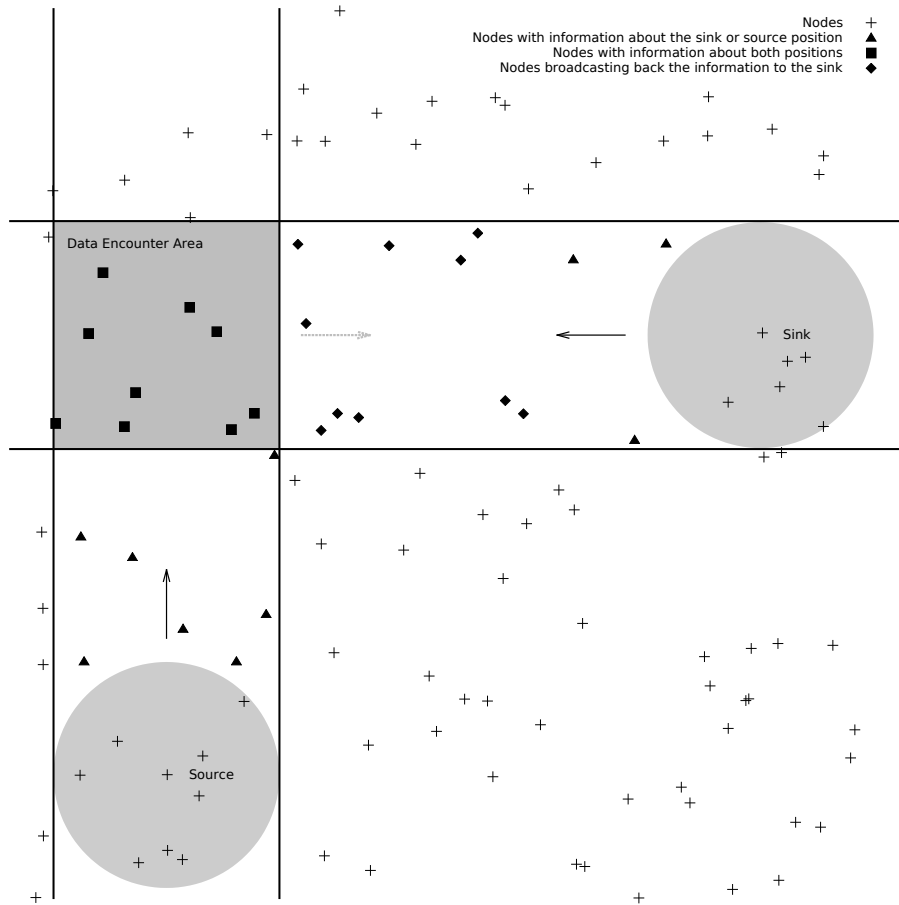 Nodes
Nodes with information about the sink or source position
Nodes with information about both positions
Nodes broadcasting back the information to the sink
Data Encounter Area
Sink
Source